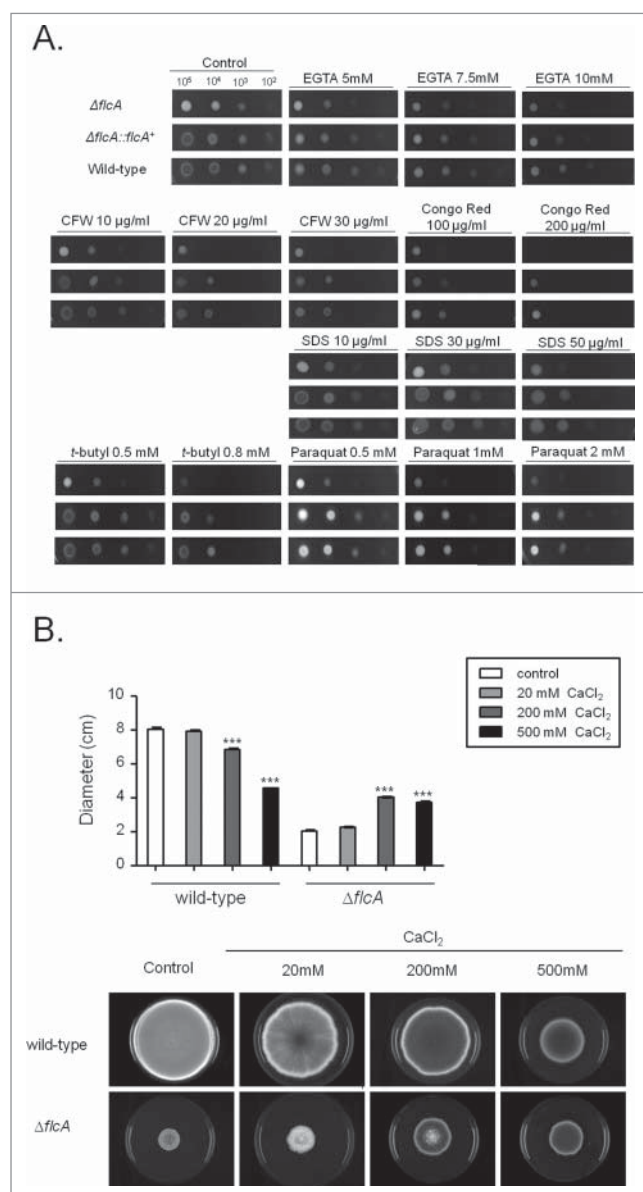 A.
Control
10⁵ 10⁴ 10³ 10²
EGTA 5mM EGTA 7.5mM EGTA 10mM
ΔflcA
ΔflcA::flcA⁺
Wild-type
CFW 10 µg/ml CFW 20 µg/ml CFW 30 µg/ml Congo Red 100 µg/ml Congo Red 200 µg/ml
SDS 10 µg/ml SDS 30 µg/ml SDS 50 µg/ml
t-butyl 0.5 mM t-butyl 0.8 mM Paraquat 0.5 mM Paraquat 1mM Paraquat 2 mM
B.
control
20 mM CaCl₂
200 mM CaCl₂
500 mM CaCl₂
Diameter (cm)
10
8
6
4
2
0
*** *** *** ***
wild-type ΔflcA
CaCl₂
Control 20mM 200mM 500mM
wild-type
ΔflcA